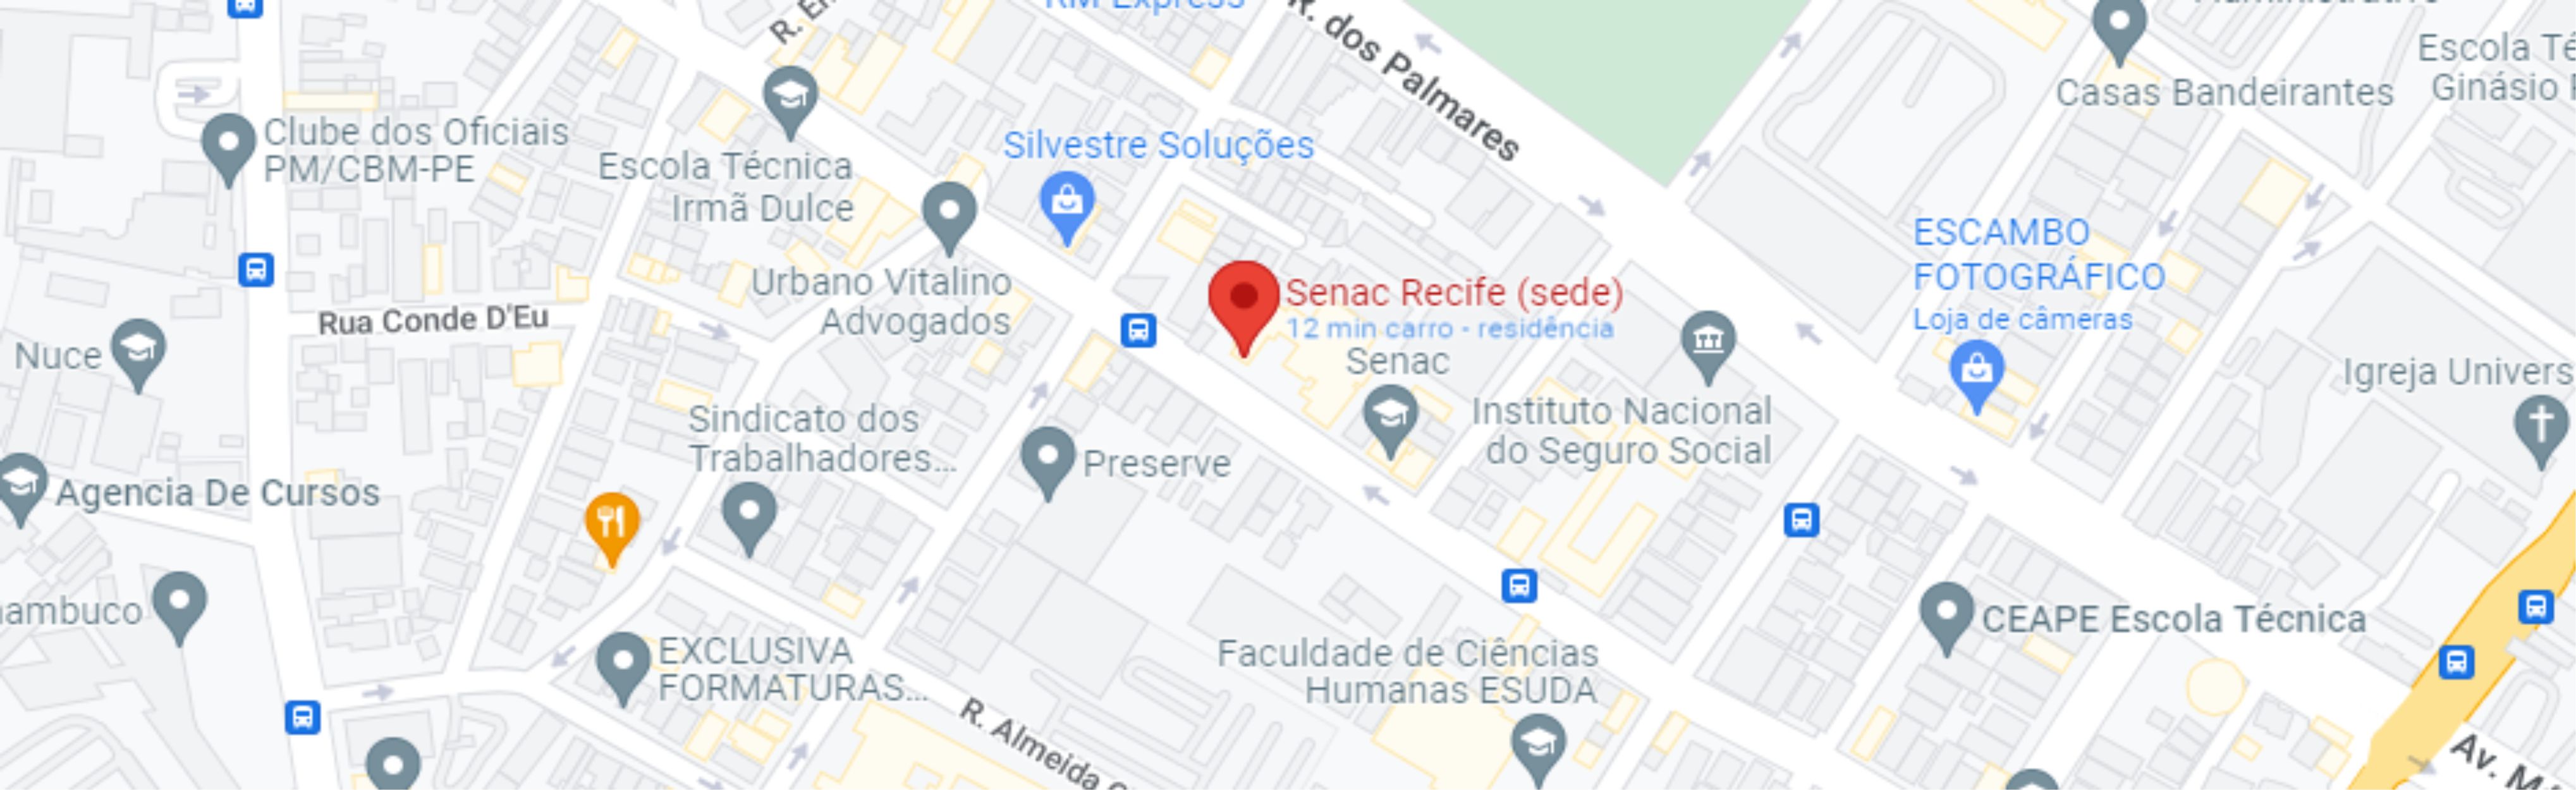 RM Express
R. dos Palmares
Casas Bandeirantes
Clube dos Oficiais
PM/CBM-PE
Escola Técnica
Irmã Dulce
Silvestre Soluções
Urbano Vitalino
Advogados
Senac Recife (sede)
12 min carro - residência
Senac
ESCAMBO
FOTOGRÁFICO
Loja de câmeras
Rua Conde D'Eu
Nuce
Instituto Nacional
do Seguro Social
Sindicato dos
Trabalhadores...
Preserve
Agencia De Cursos
EXCLUSIVA
FORMATURAS...
Faculdade de Ciências
Humanas ESUDA
CEAPE Escola Técnica
R. Almeida
Igreja